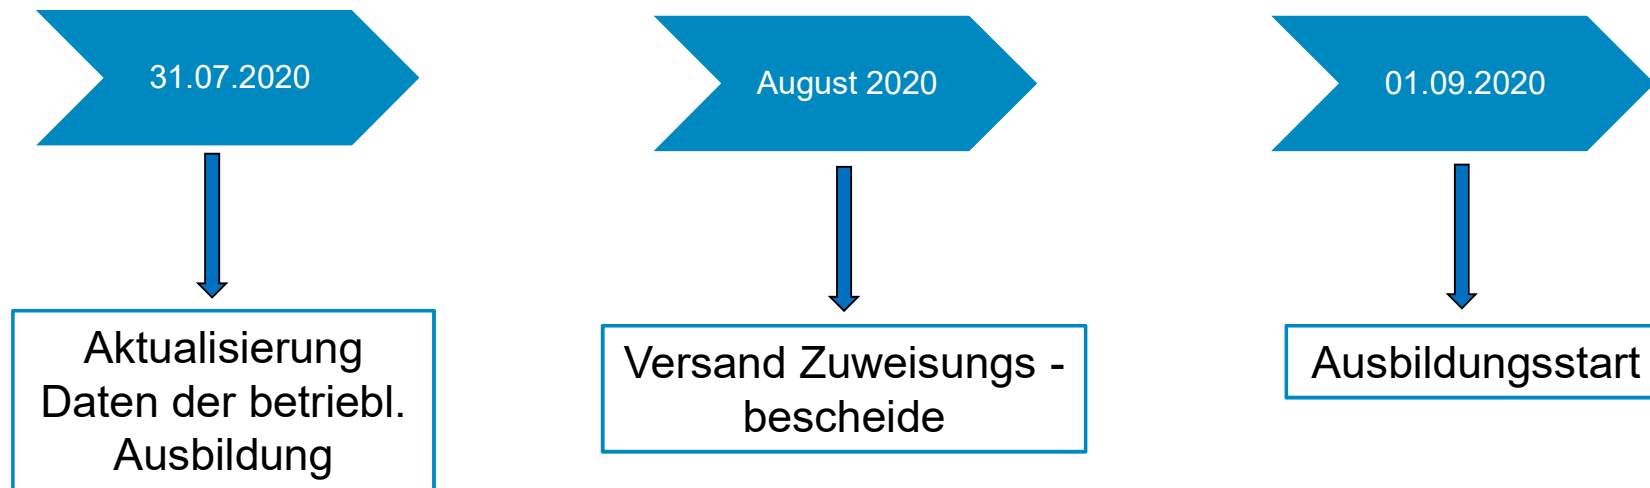 31.07.2020
August 2020
01.09.2020
Aktualisierung
Daten der betriebl.
Ausbildung
Versand Zuweisungs -
bescheide
Ausbildungsstart